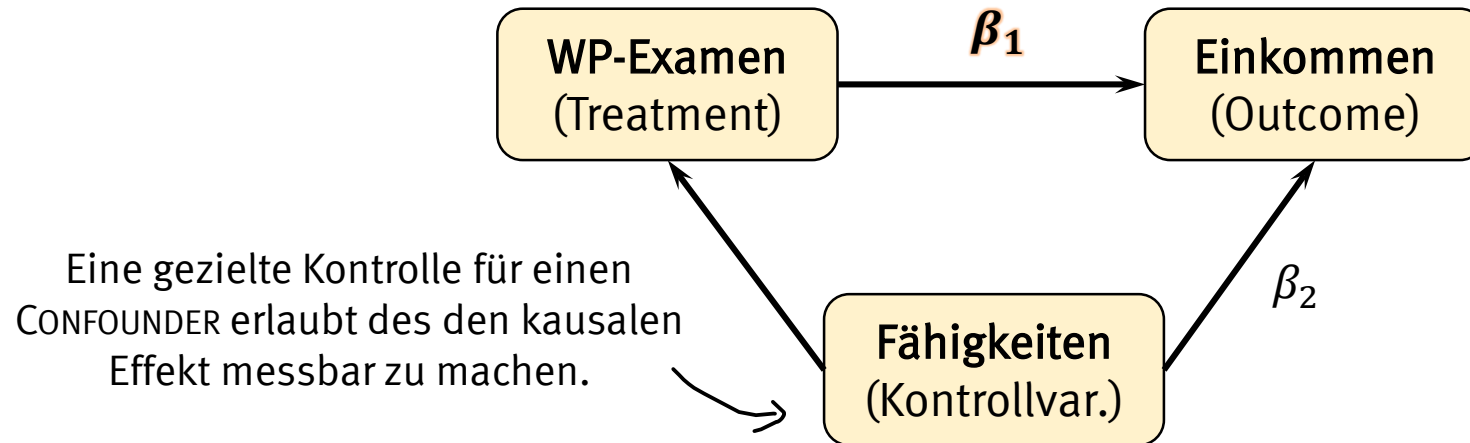 WP-Examen
(Treatment)
β₁
Einkommen
(Outcome)
Eine gezielte Kontrolle für einen
CONFOUNDER erlaubt des den kausalen
Effekt messbar zu machen.
β₂
Fähigkeiten
(Kontrollvar.)